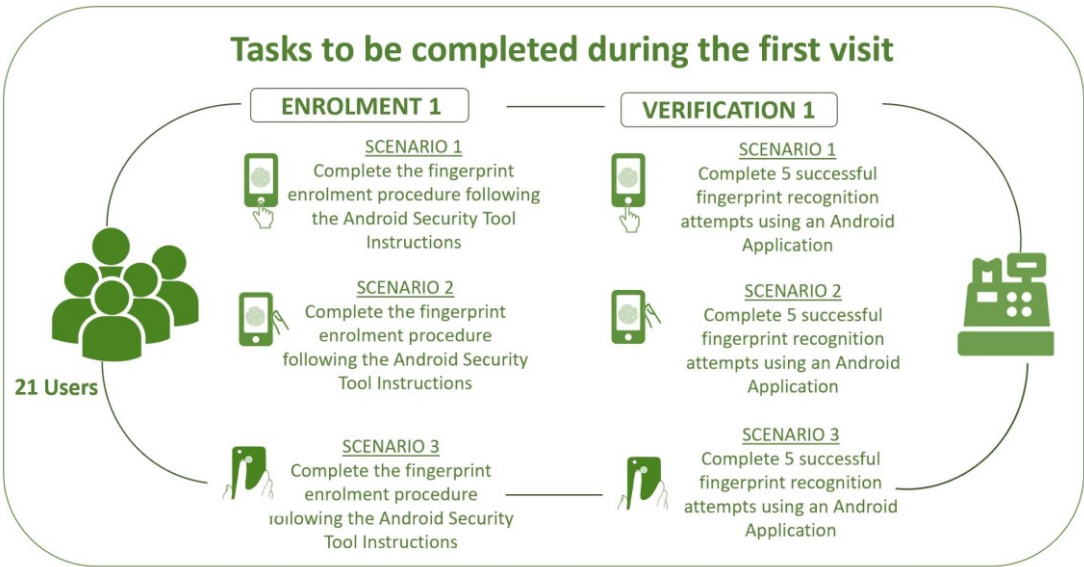 Tasks to be completed during the first visit
ENROLMENT 1
SCENARIO 1
Complete the fingerprint
enrolment procedure following
the Android Security Tool
Instructions
SCENARIO 2
Complete the fingerprint
enrolment procedure
following the Android Security
Tool Instructions
SCENARIO 3
Complete the fingerprint
enrolment procedure
following the Android Security
Tool Instructions
VERIFICATION 1
SCENARIO 1
Complete 5 successful
fingerprint recognition
attempts using an Android
Application
SCENARIO 2
Complete 5 successful
fingerprint recognition
attempts using an Android
Application
SCENARIO 3
Complete 5 successful
fingerprint recognition
attempts using an Android
Application
21 Users